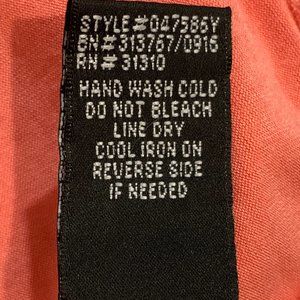 STYLE# 047586Y
BN# 313767/0916
RN# 31310
HAND WASH COLD
DO NOT BLEACH
LINE DRY
COOL IRON ON
REVERSE SIDE
IF NEEDED